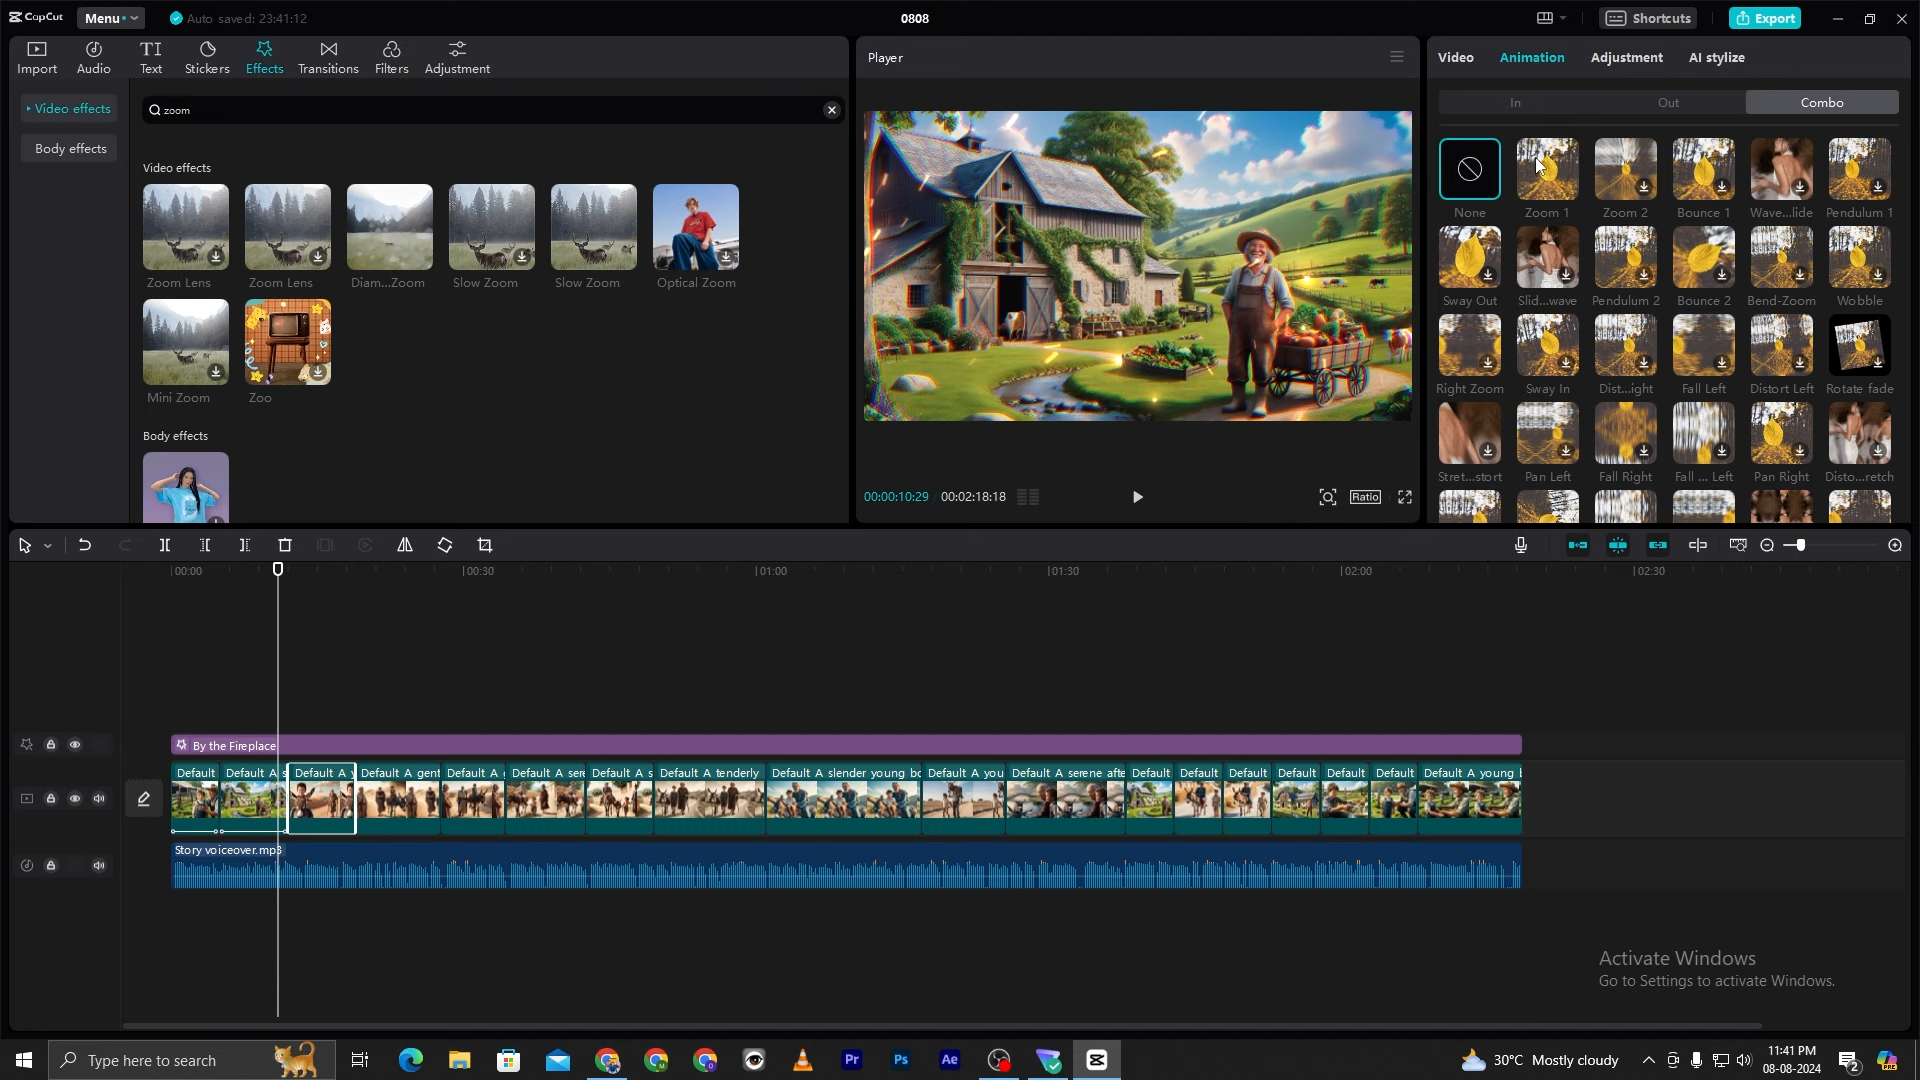 CapCut
Menu
Auto saved: 23:41:12
0808
Shortcuts
Export
Import
Audio
TI
Text
Stickers
Effects
Transitions
Filters
Adjustment
Player
Video
Animation
Adjustment
AI stylize
Video effects
Body effects
zoom
In
Out
Combo
Video effects
Zoom Lens
Zoom Lens
Diam...Zoom
Slow Zoom
Slow Zoom
Optical Zoom
Mini Zoom
Zoo
Body effects
None
Zoom 1
Zoom 2
Bounce 1
Wave...lide
Pendulum 1
Sway Out
Slid...wave
Pendulum 2
Bounce 2
Bend-Zoom
Wobble
Right Zoom
Sway In
Dist...ight
Fall Left
Distort Left
Rotate fade
Stret...stort
Pan Left
Fall Right
Fall ... Left
Pan Right
Disto...retch
00:00:10:29
00:02:18:18
Ratio
00:00
00:30
01:00
01:30
02:00
02:30
By the Fireplace
Default
Default A s
Default A y
Default A gent
Default A
Default A ser
Default A s
Default A tenderly
Default A slender young bo
Default A you
Default A serene afte
Default
Default
Default
Default
Default
Default
Default A young b
Story voiceover.mp3
Activate Windows
Go to Settings to activate Windows.
Type here to search
Pr
Ps
Ae
30°C Mostly cloudy
11:41 PM
08-08-2024
2
PRE